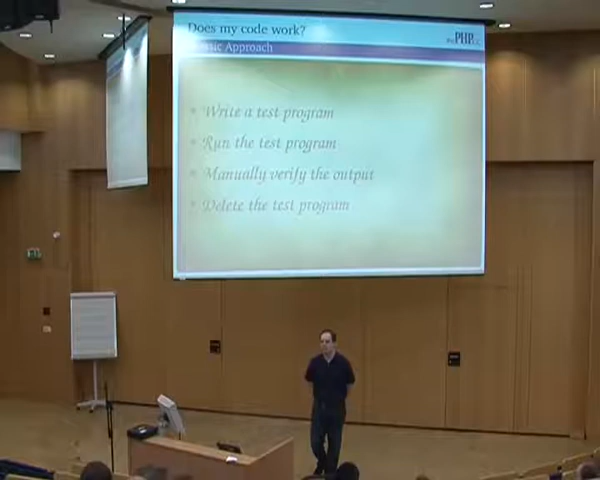 Does my code work?
PHP
Basic Approach
Write a test program
Run the test program
Manually verify the output
Delete the test program